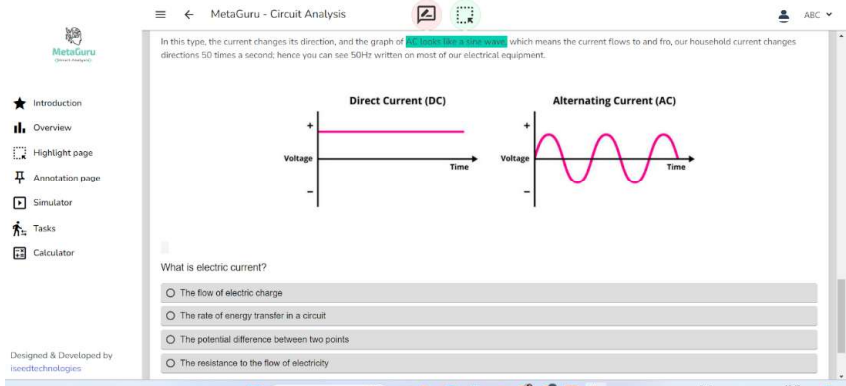 MetaGuru - Circuit Analysis
ABC
MetaGuru
(Circuit Analysis)
Introduction
Overview
Highlight page
Annotation page
Simulator
Tasks
Calculator
Designed & Developed by
iseedtechnologies
In this type, the current changes its direction, and the graph of AC looks like a sine wave, which means the current flows to and fro, our household current changes
directions 50 times a second; hence you can see 50Hz written on most of our electrical equipment.
Direct Current (DC)
+
Voltage
Time
–
Alternating Current (AC)
+
Voltage
Time
–
What is electric current?
The flow of electric charge
The rate of energy transfer in a circuit
The potential difference between two points
The resistance to the flow of electricity